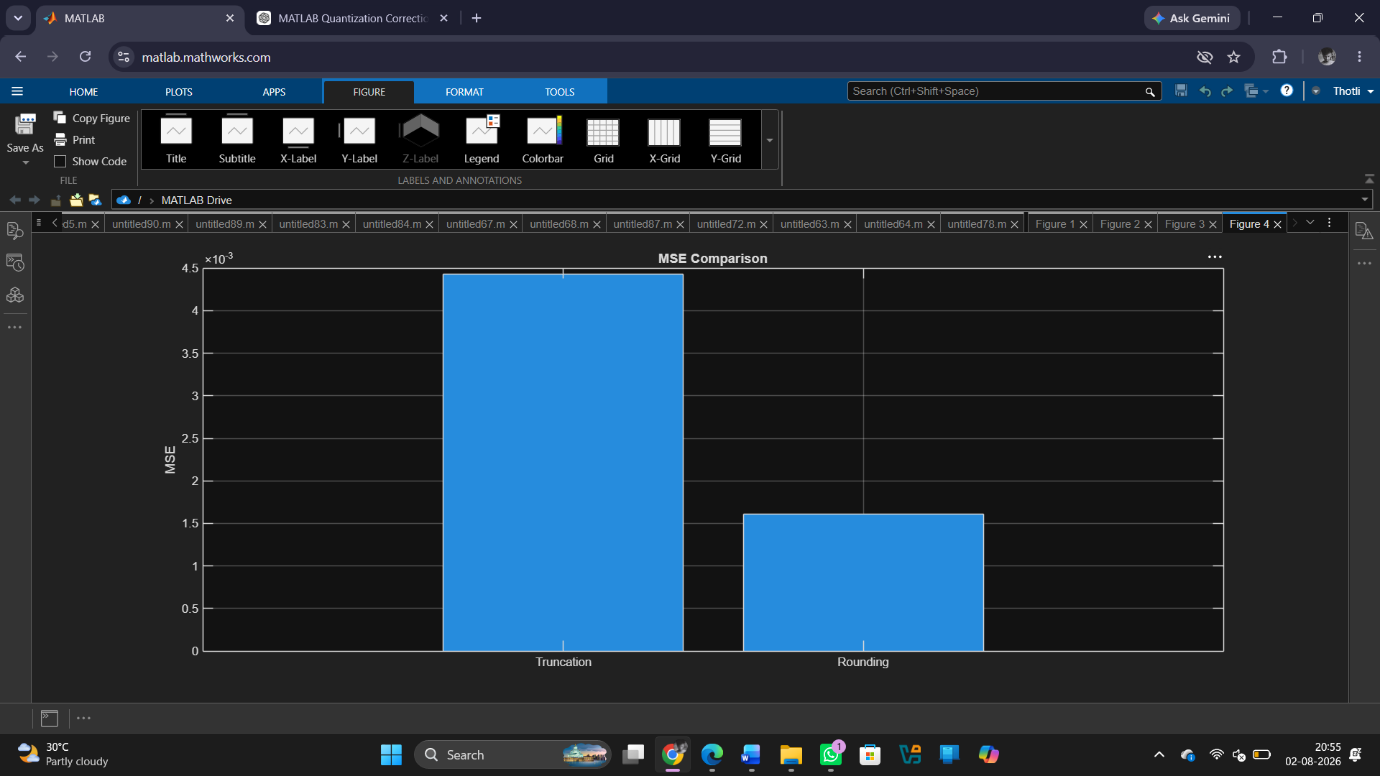 MATLAB
MATLAB Quantization Correctio
Ask Gemini
matlab.mathworks.com
HOME
PLOTS
APPS
FIGURE
FORMAT
TOOLS
Search (Ctrl+Shift+Space)
Thotli
Save As
Copy Figure
Print
Show Code
FILE
Title
Subtitle
X-Label
Y-Label
Z-Label
Legend
Colorbar
Grid
X-Grid
Y-Grid
LABELS AND ANNOTATIONS
/ > MATLAB Drive
d5.m
untitled90.m
untitled89.m
untitled83.m
untitled84.m
untitled67.m
untitled68.m
untitled87.m
untitled72.m
untitled63.m
untitled64.m
untitled78.m
Figure 1
Figure 2
Figure 3
Figure 4
×10⁻³
MSE Comparison
4.5
4
3.5
3
2.5
2
1.5
1
0.5
0
MSE
Truncation
Rounding
30°C
Partly cloudy
Search
1
20:55
02-08-2026